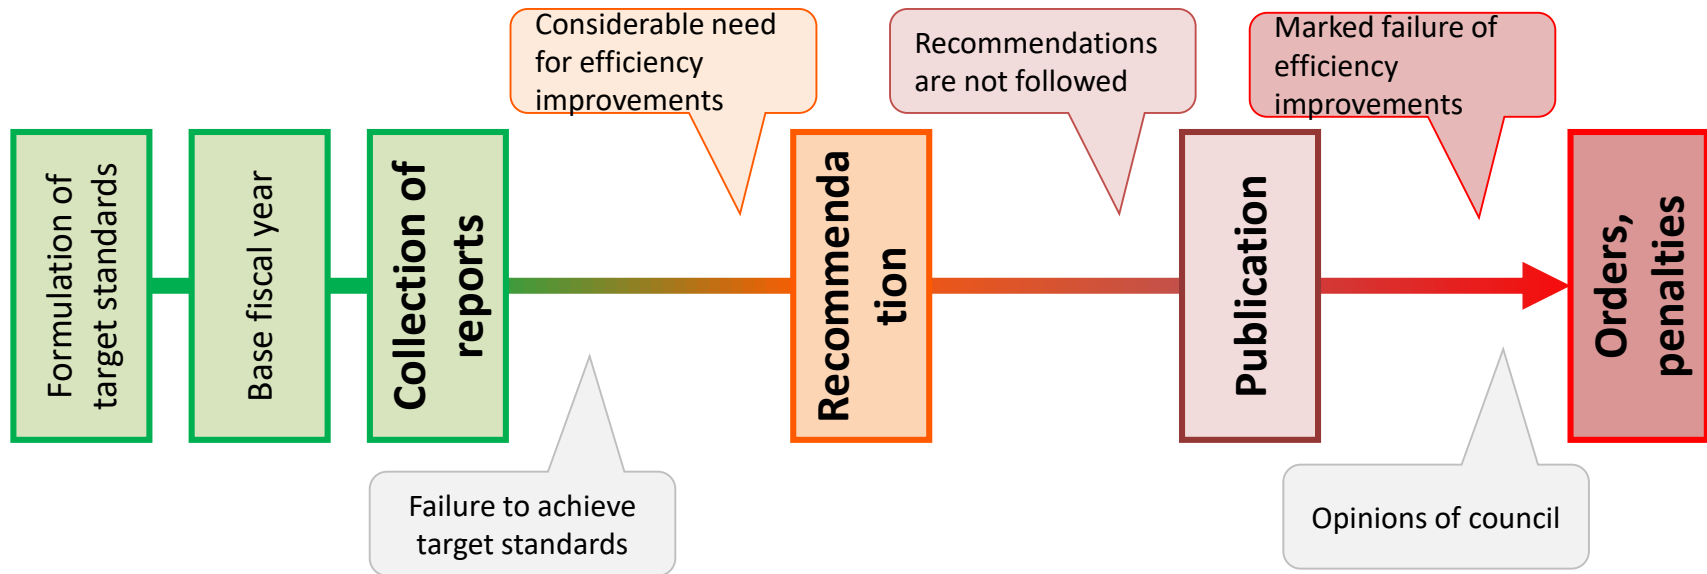 Considerable need
for efficiency
improvements
Recommendations
are not followed
Marked failure of
efficiency
improvements
Formulation of
target standards
Base fiscal year
Collection of
reports
Recommenda
tion
Publication
Orders,
penalties
Failure to achieve
target standards
Opinions of council